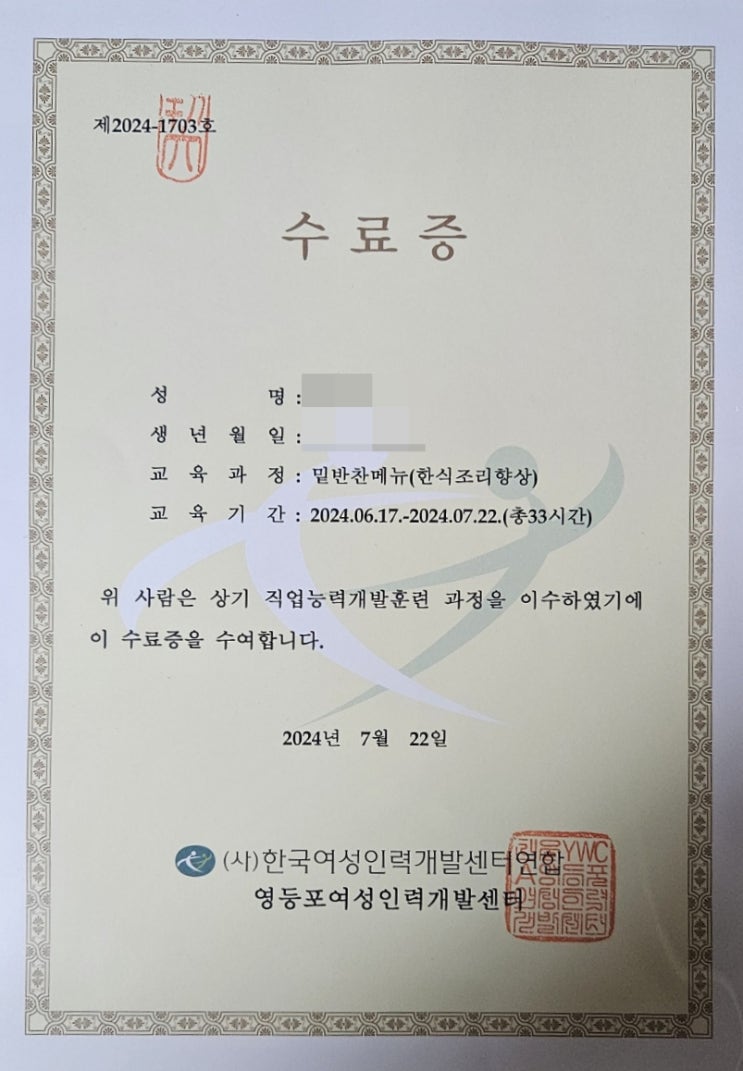 제2024-1703호
수료증
성 명 :
생 년 월 일 :
교 육 과 정 : 밑반찬메뉴(한식조리향상)
교 육 기 간 : 2024.06.17.-2024.07.22.(총33시간)
위 사람은 상기 직업능력개발훈련 과정을 이수하였기에
이 수료증을 수여합니다.
2024년 7월 22일
(사)한국여성인력개발센터연합
영등포여성인력개발센터
YWC